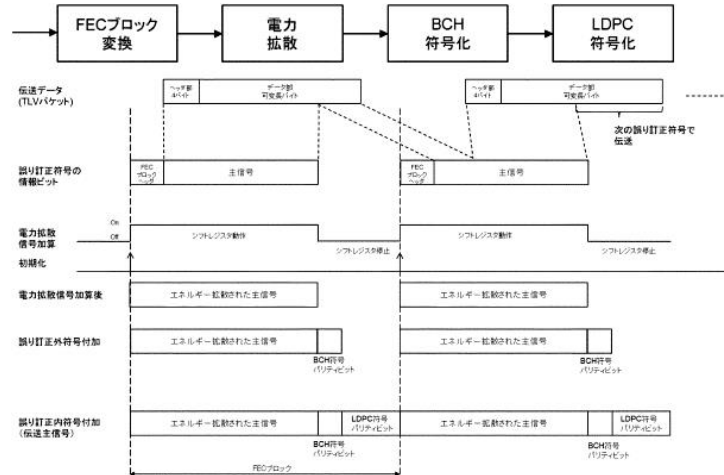 FECブロック
変換
電力
拡散
BCH
符号化
LDPC
符号化
伝送データ
(TLVパケット)
ヘッダ部
4バイト
データ部
可変長バイト
ヘッダ部
4バイト
データ部
可変長バイト
次の誤り訂正符号で
伝送
誤り訂正符号の
情報ビット
FEC
ブロック
ヘッダ
主信号
FEC
ブロック
ヘッダ
主信号
電力拡散
信号加算
On
Off
シフトレジスタ動作
シフトレジスタ停止
シフトレジスタ動作
シフトレジスタ停止
初期化
電力拡散信号加算後
エネルギー拡散された主信号
エネルギー拡散された主信号
誤り訂正外符号付加
エネルギー拡散された主信号
エネルギー拡散された主信号
BCH符号
パリティビット
BCH符号
パリティビット
誤り訂正内符号付加
(伝送主信号)
エネルギー拡散された主信号
LDPC符号
パリティビット
エネルギー拡散された主信号
LDPC符号
パリティビット
BCH符号
パリティビット
BCH符号
パリティビット
FECブロック